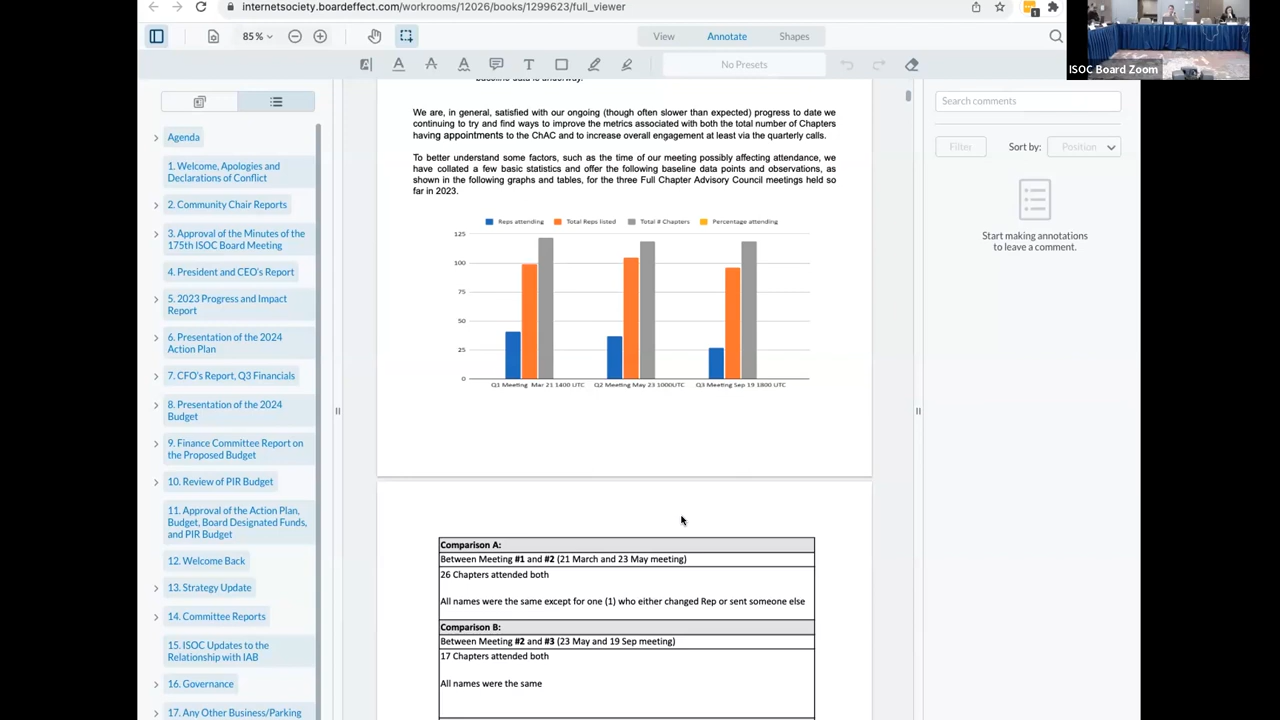 internetsociety.boardeffect.com/workrooms/12026/books/1299623/full_viewer
1
ISOC Board Zoom
85%
View
Annotate
Shapes
T
No Presets
Agenda
1. Welcome, Apologies and
Declarations of Conflict
2. Community Chair Reports
3. Approval of the Minutes of the
175th ISOC Board Meeting
4. President and CEO's Report
5. 2023 Progress and Impact
Report
6. Presentation of the 2024
Action Plan
7. CFO's Report, Q3 Financials
8. Presentation of the 2024
Budget
9. Finance Committee Report on
the Proposed Budget
10. Review of PIR Budget
11. Approval of the Action Plan,
Budget, Board Designated Funds,
and PIR Budget
12. Welcome Back
13. Strategy Update
14. Committee Reports
15. ISOC Updates to the
Relationship with IAB
16. Governance
17. Any Other Business/Parking
baseline data is underway.
We are, in general, satisfied with our ongoing (though often slower than expected) progress to date we
continuing to try and find ways to improve the metrics associated with both the total number of Chapters
having appointments to the ChAC and to increase overall engagement at least via the quarterly calls.
To better understand some factors, such as the time of our meeting possibly affecting attendance, we
have collated a few basic statistics and offer the following baseline data points and observations, as
shown in the following graphs and tables, for the three Full Chapter Advisory Council meetings held so
far in 2023.
Reps attending Total Reps listed Total # Chapters Percentage attending
125
100
75
50
25
0
Q1 Meeting Mar 21 1400 UTC Q2 Meeting May 23 1000UTC Q3 Meeting Sep 19 1800 UTC
Comparison A:
Between Meeting #1 and #2 (21 March and 23 May meeting)
26 Chapters attended both
All names were the same except for one (1) who either changed Rep or sent someone else
Comparison B:
Between Meeting #2 and #3 (23 May and 19 Sep meeting)
17 Chapters attended both
All names were the same
Search comments
Filter
Sort by:
Position
Start making annotations
to leave a comment.